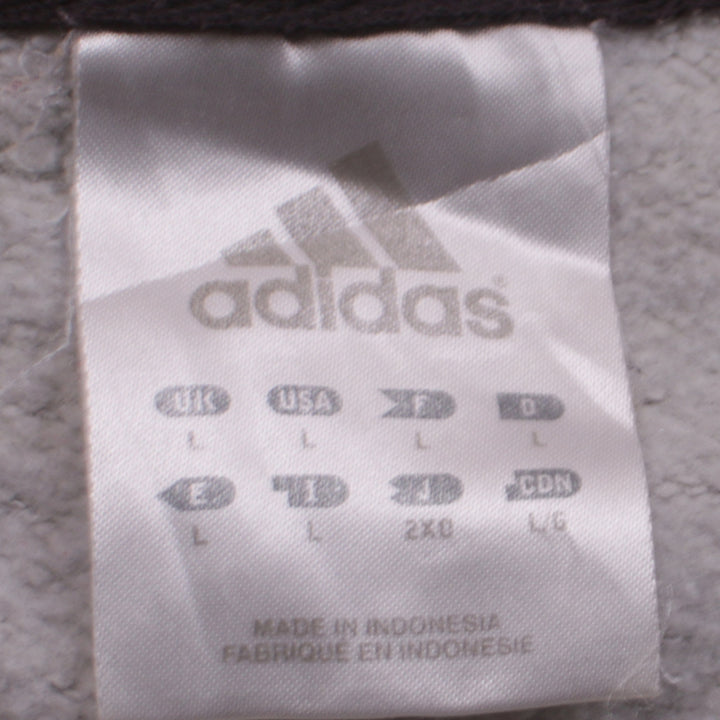 adidas
UK USA F D
L L L L
E I J CDN
L L 2XO L/G
MADE IN INDONESIA
FABRIQUE EN INDONESIE